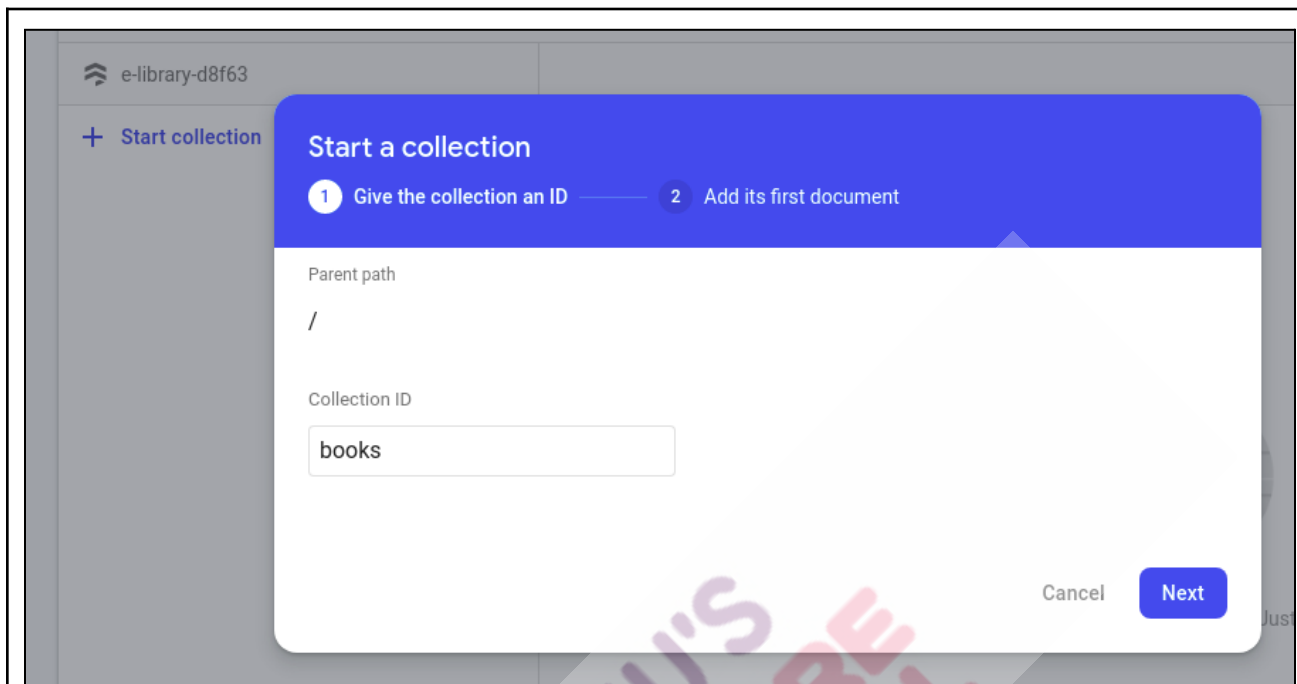 e-library-d8f63
+ Start collection
Start a collection
1 Give the collection an ID
2 Add its first document
Parent path
/
Collection ID
books
Cancel
Next
Just